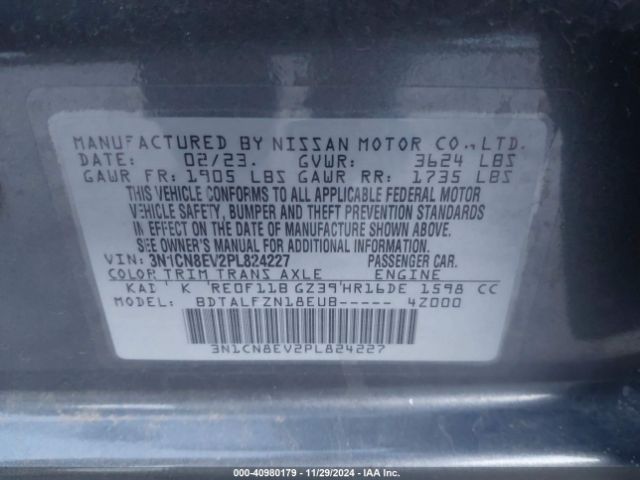 MANUFACTURED BY NISSAN MOTOR CO.,LTD.
DATE: 02/23. GVWR: 3624 LBS
GAWR FR: 1905 LBS GAWR RR: 1735 LBS
THIS VEHICLE CONFORMS TO ALL APPLICABLE FEDERAL MOTOR
VEHICLE SAFETY, BUMPER AND THEFT PREVENTION STANDARDS
IN EFFECT ON THE DATE OF MANUFACTURE SHOWN ABOVE.
SEE OWNER'S MANUAL FOR ADDITIONAL INFORMATION.
VIN: 3N1CN8EV2PL824227 PASSENGER CAR.
COLOR TRIM TRANS AXLE ENGINE
KAD K RE0F11B GZ39 HR16DE 1598 CC
MODEL: BDTALFZN18EUB----- 4Z000
3N1CN8EV2PL824227
000-40980179 - 11/29/2024 - IAA Inc.